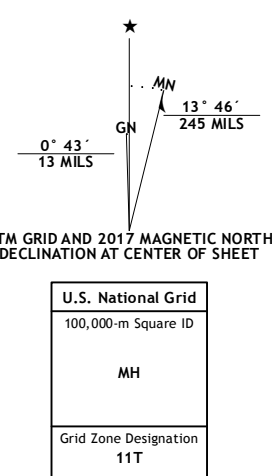 ★
MN
GN
13° 46´
245 MILS
0° 43´
13 MILS
TM GRID AND 2017 MAGNETIC NORTH
DECLINATION AT CENTER OF SHEET
U.S. National Grid
100,000-m Square ID
MH
Grid Zone Designation
11T